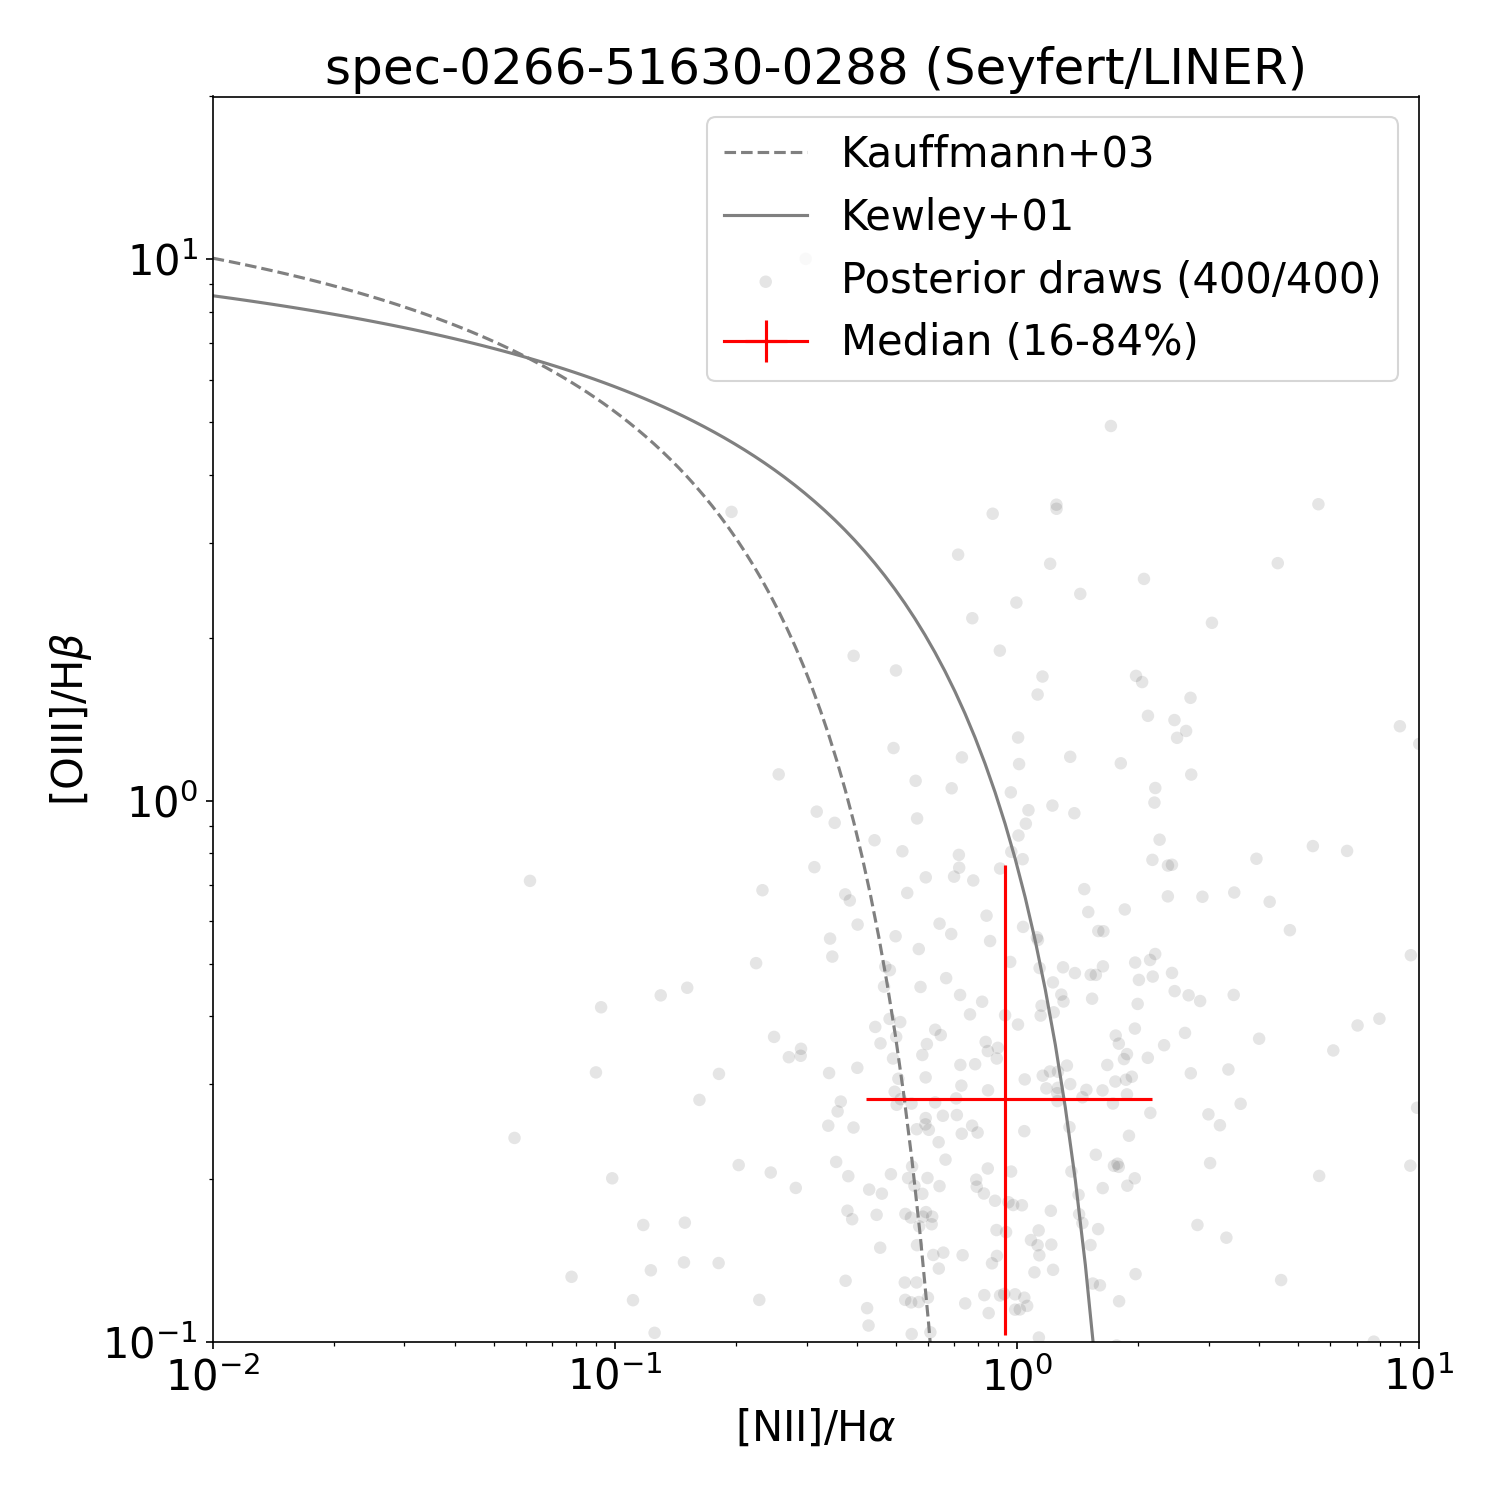 spec-0266-51630-0288 (Seyfert/LINER)
Kauffmann+03
Kewley+01
Posterior draws (400/400)
Median (16-84%)
10¹
10⁰
10⁻¹
[OIII]/Hβ
10⁻²
10⁻¹
10⁰
10¹
[NII]/Hα